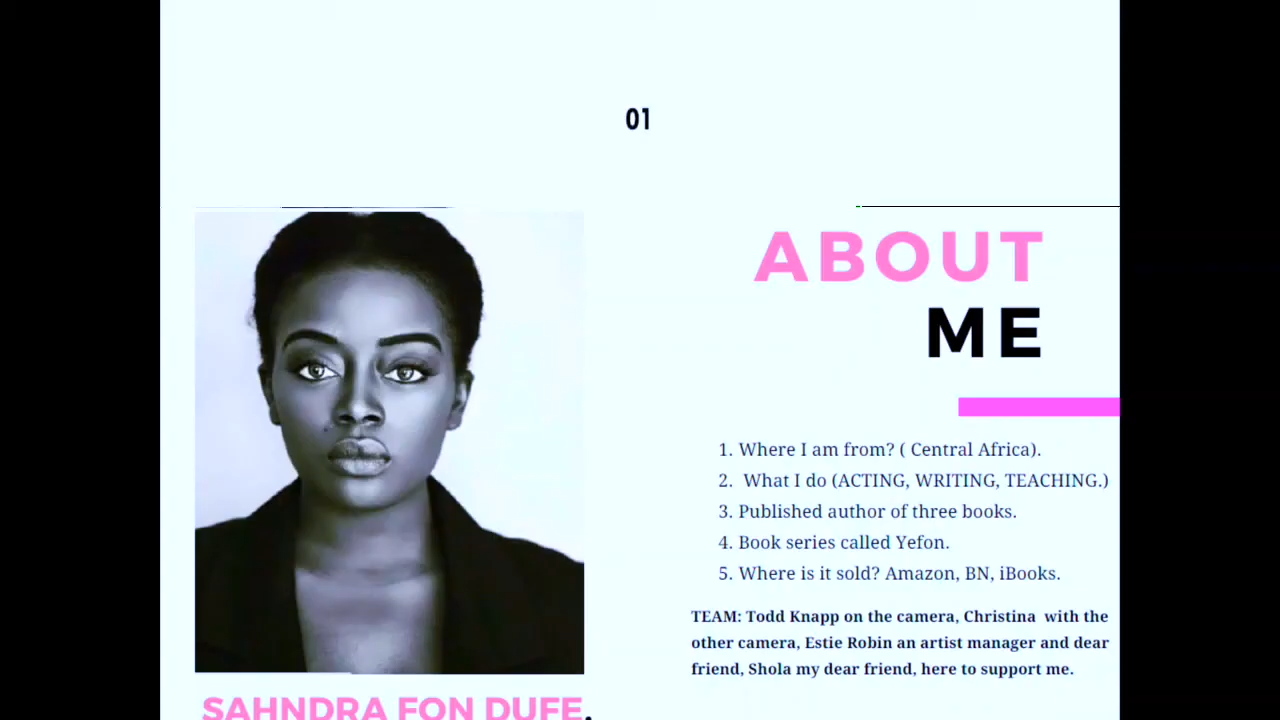 01
ABOUT
ME
1. Where I am from? ( Central Africa).
2. What I do (ACTING, WRITING, TEACHING.)
3. Published author of three books.
4. Book series called Yefon.
5. Where is it sold? Amazon, BN, iBooks.
TEAM: Todd Knapp on the camera, Christina with the
other camera, Estie Robin an artist manager and dear
friend, Shola my dear friend, here to support me.
SAHNDRA FON DUFE.